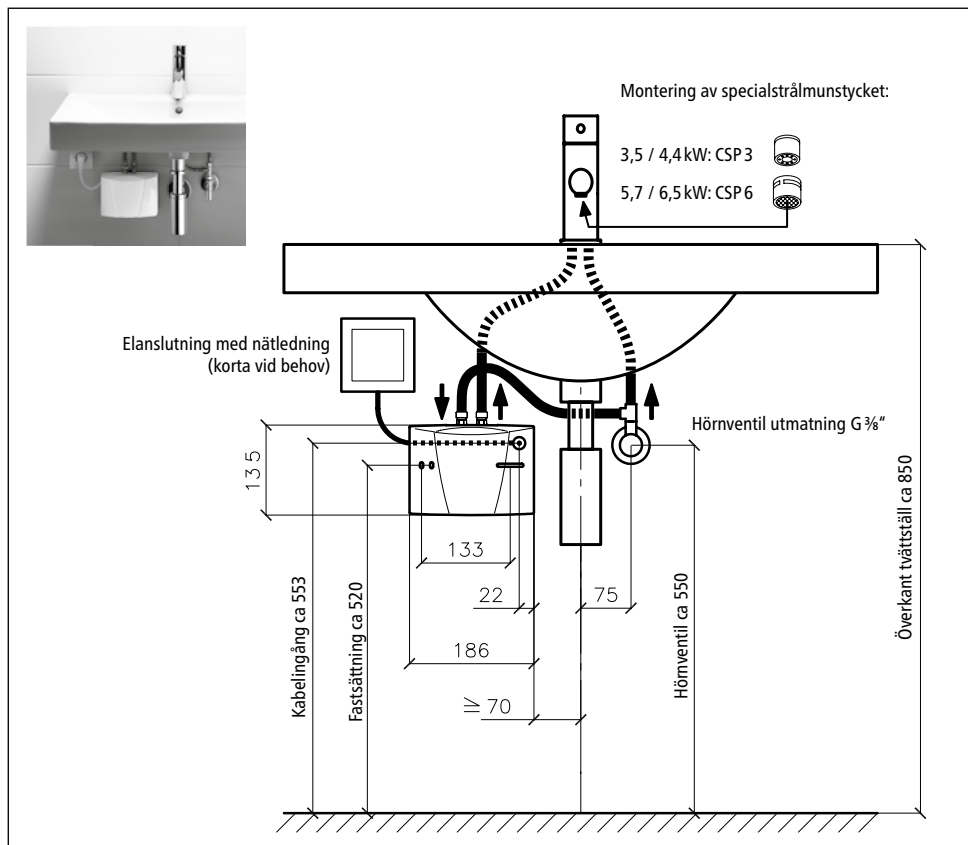 Montering av specialstrålmunstycket:
3,5 / 4,4 kW: CSP 3
5,7 / 6,5 kW: CSP 6
Elanslutning med nätledning
(korta vid behov)
Hörnventil utmatning G ⅜“
135
133
22
75
186
≥ 70
Kabelingång ca 553
Fastsättning ca 520
Hörnventil ca 550
Överkant tvättställ ca 850